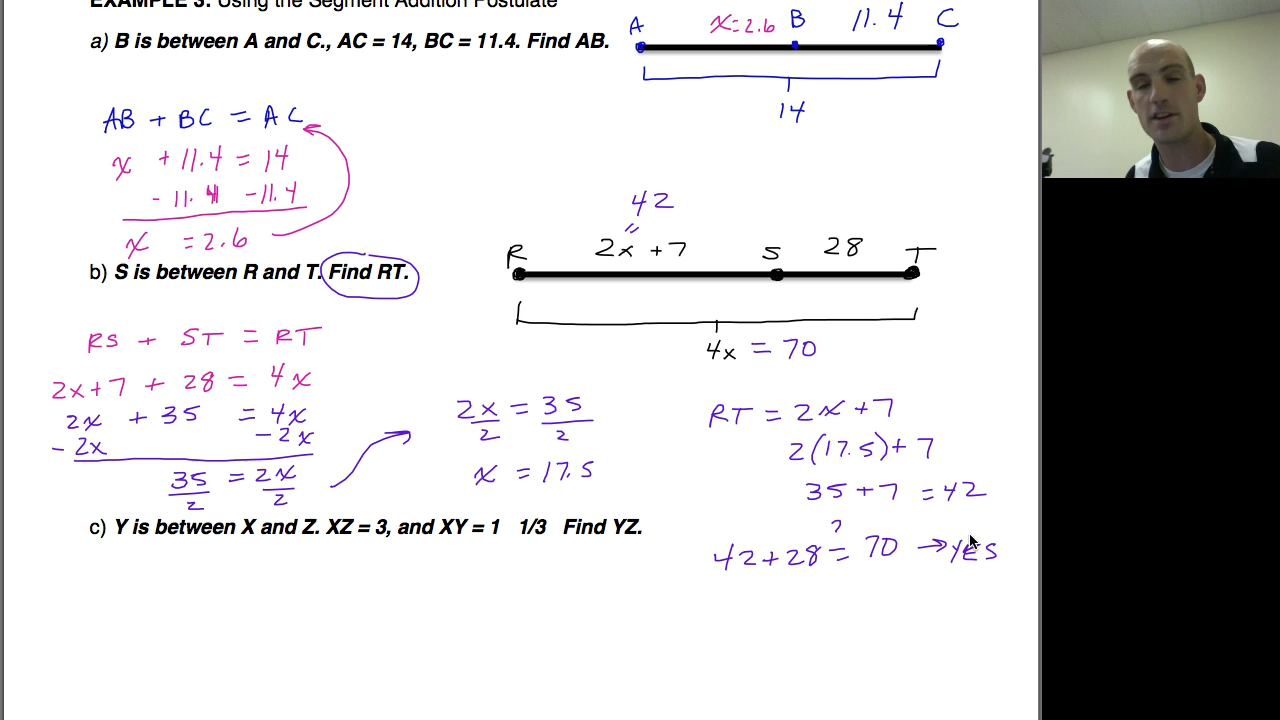 EXAMPLE 3: Using the Segment Addition Postulate
a) B is between A and C., AC = 14, BC = 11.4. Find AB.
A x=2.6 B 11.4 C
14
AB + BC = AC
x + 11.4 = 14
- 11.4 -11.4
x = 2.6
b) S is between R and T. Find RT.
42
"
R 2x +7 S 28 T
4x = 70
RS + ST = RT
2x+7 + 28 = 4x
2x + 35 = 4x
- 2x -2x
35 = 2x
2 2
2x = 35
2 2
x = 17.5
RT = 2x+7
2(17.5)+ 7
35 +7 = 42
?
42+28 = 70 → YES
c) Y is between X and Z. XZ = 3, and XY = 1 1/3 Find YZ.